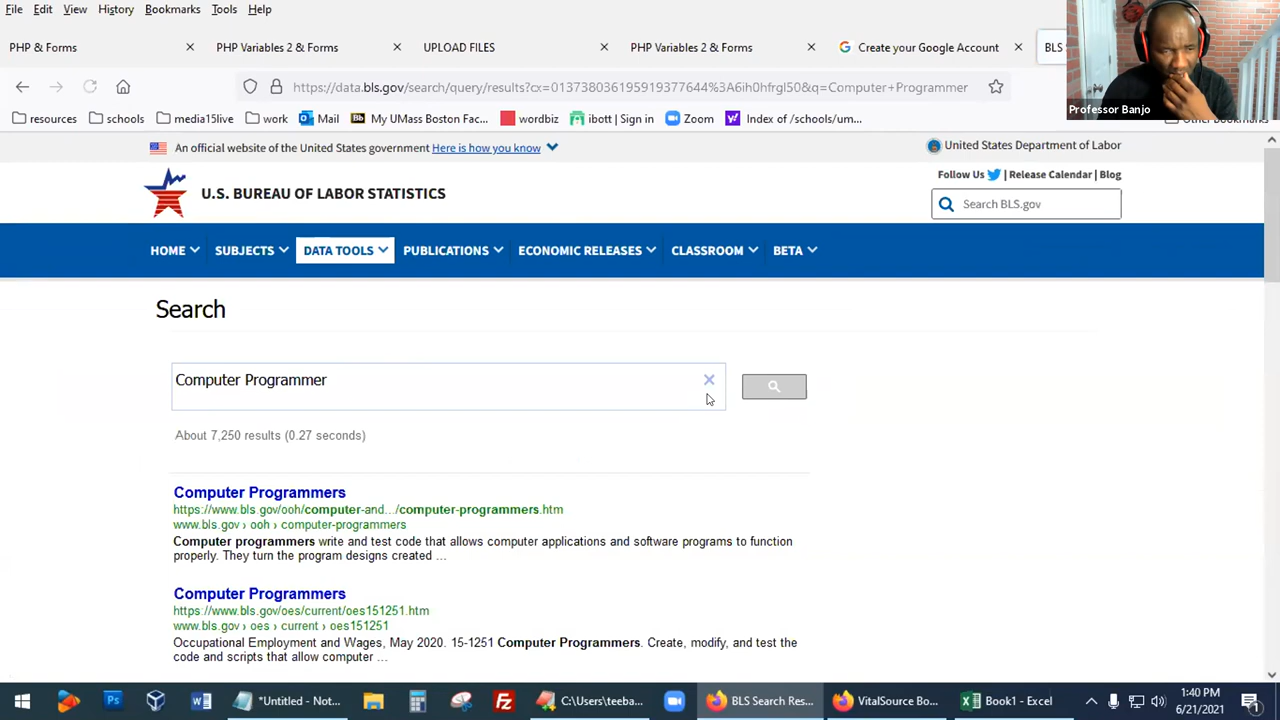 File Edit View History Bookmarks Tools Help
PHP & Forms
PHP Variables 2 & Forms
UPLOAD FILES
PHP Variables 2 & Forms
Create your Google Account
BLS
https://data.bls.gov/search/query/results?cx=013738036195919377644%3A6ih0hfrgl50&q=Computer+Programmer
Professor Banjo
resources schools media15live work Mail My UMass Boston Fac... wordbiz ibott | Sign in Zoom Index of /schools/um...
An official website of the United States government Here is how you know
United States Department of Labor
Follow Us | Release Calendar | Blog
U.S. BUREAU OF LABOR STATISTICS
Search BLS.gov
HOME SUBJECTS DATA TOOLS PUBLICATIONS ECONOMIC RELEASES CLASSROOM BETA
Search
Computer Programmer
About 7,250 results (0.27 seconds)
Computer Programmers
https://www.bls.gov/ooh/computer-and.../computer-programmers.htm
www.bls.gov › ooh › computer-programmers
Computer programmers write and test code that allows computer applications and software programs to function
properly. They turn the program designs created ...
Computer Programmers
https://www.bls.gov/oes/current/oes151251.htm
www.bls.gov › oes › current › oes151251
Occupational Employment and Wages, May 2020. 15-1251 Computer Programmers. Create, modify, and test the
code and scripts that allow computer ...
*Untitled - Not... C:\Users\teeba... BLS Search Res... VitalSource Bo... Book1 - Excel
1:40 PM
6/21/2021
1